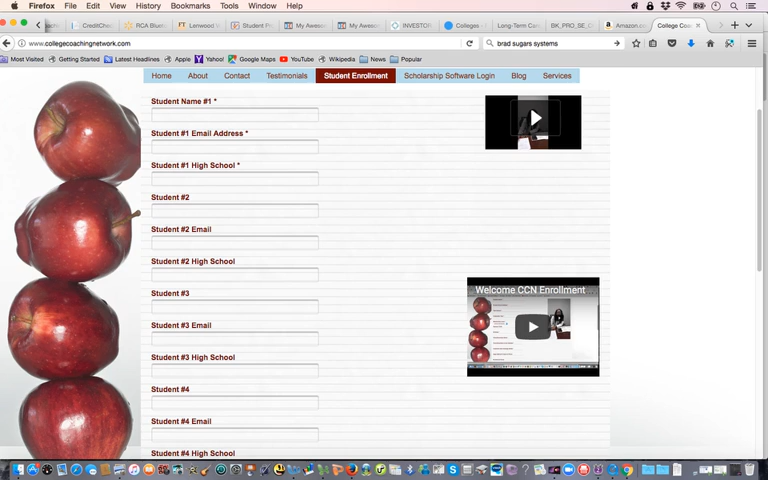 Firefox File Edit View History Bookmarks Tools Window Help
CreditChec RCA Blue Lenwood Student P My Aweso My Aweso INVESTOR Colleges - Long-Term Ca BK_PRO_SE_C Amazon.co College Coa
www.collegecoachingnetwork.com brad sugars systems
Most Visited Getting Started Latest Headlines Apple Yahoo! Google Maps YouTube Wikipedia News Popular
Home About Contact Testimonials Student Enrollment Scholarship Software Login Blog Services
Student Name #1 *
Student #1 Email Address *
Student #1 High School *
Student #2
Student #2 Email
Student #2 High School
Student #3
Welcome CCN Enrollment ...
Student #3 Email
Student #3 High School
Student #4
Student #4 Email
Student #4 High School